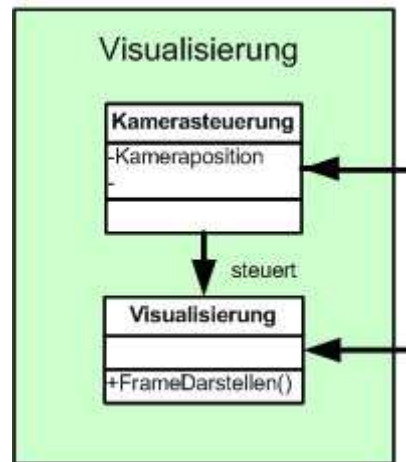 Visualisierung
Kamerasteuerung
-Kameraposition
-
steuert
Visualisierung
+FrameDarstellen()